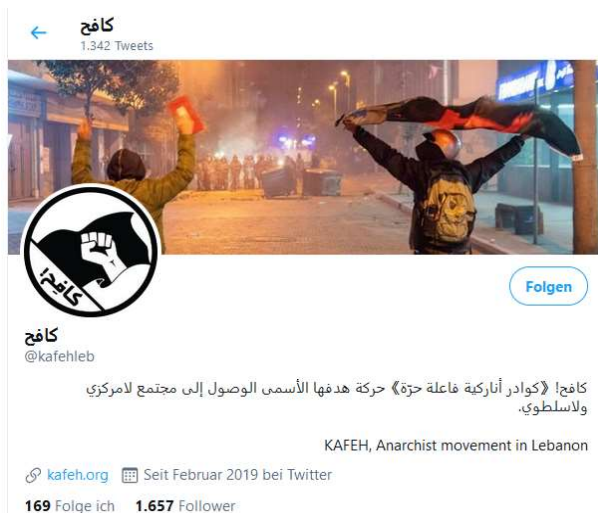 كافح
1.342 Tweets
كافح!
Folgen
كافح
@kafehleb
كافح! 《كوادر أناركية فاعلة حرّة》 حركة هدفها الأسمى الوصول إلى مجتمع لامركزي
ولاسلطوي.
KAFEH, Anarchist movement in Lebanon
kafeh.org Seit Februar 2019 bei Twitter
169 Folge ich 1.657 Follower